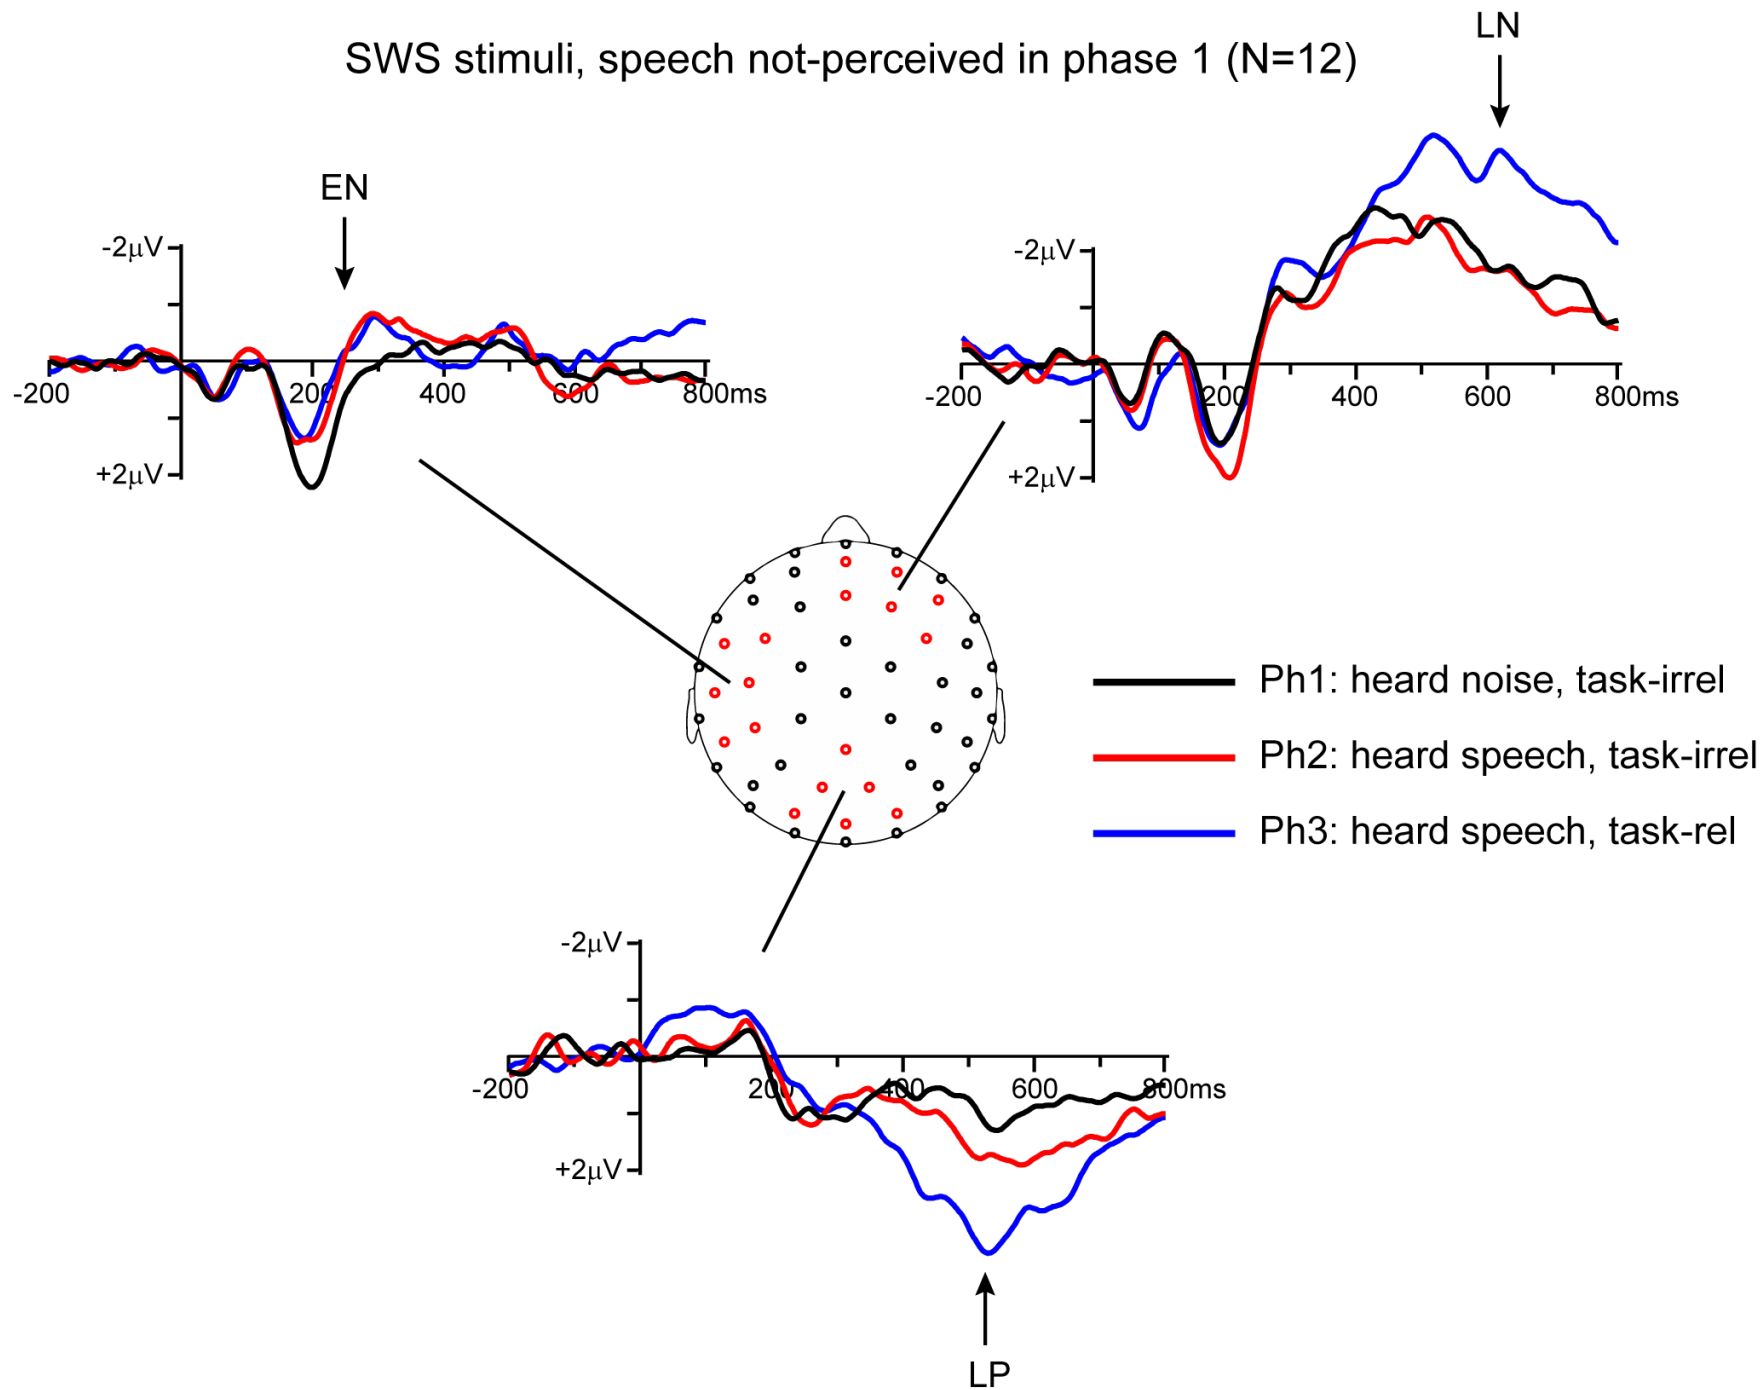 LN
SWS stimuli, speech not-perceived in phase 1 (N=12)
EN
-2μV
+2μV
-200
200
400
600
800ms
-2μV
+2μV
-200
200
400
600
800ms
Ph1: heard noise, task-irrel
Ph2: heard speech, task-irrel
Ph3: heard speech, task-rel
-2μV
+2μV
-200
200
400
600
800ms
LP